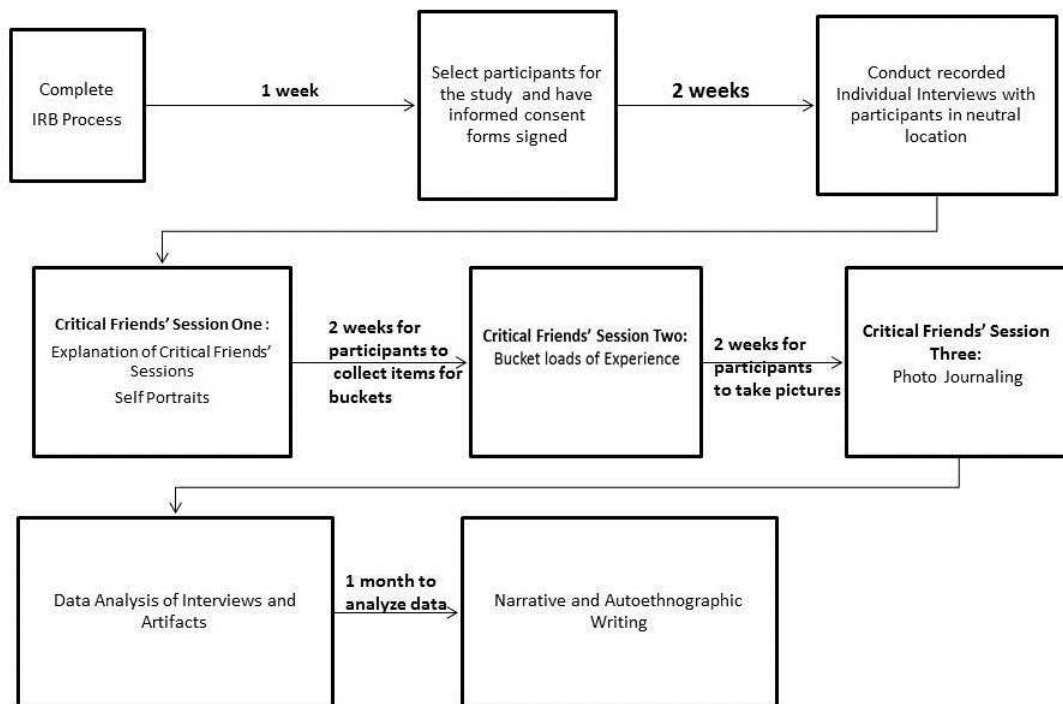 Complete
IRB Process
1 week
Select participants for
the study and have
informed consent
forms signed
2 weeks
Conduct recorded
Individual Interviews with
participants in neutral
location
Critical Friends' Session One :
Explanation of Critical Friends'
Sessions
Self Portraits
2 weeks for
participants to
collect items for
buckets
Critical Friends' Session Two:
Bucket loads of Experience
2 weeks for
participants
to take pictures
Critical Friends' Session
Three:
Photo Journaling
Data Analysis of Interviews and
Artifacts
1 month to
analyze data
Narrative and Autoethnographic
Writing